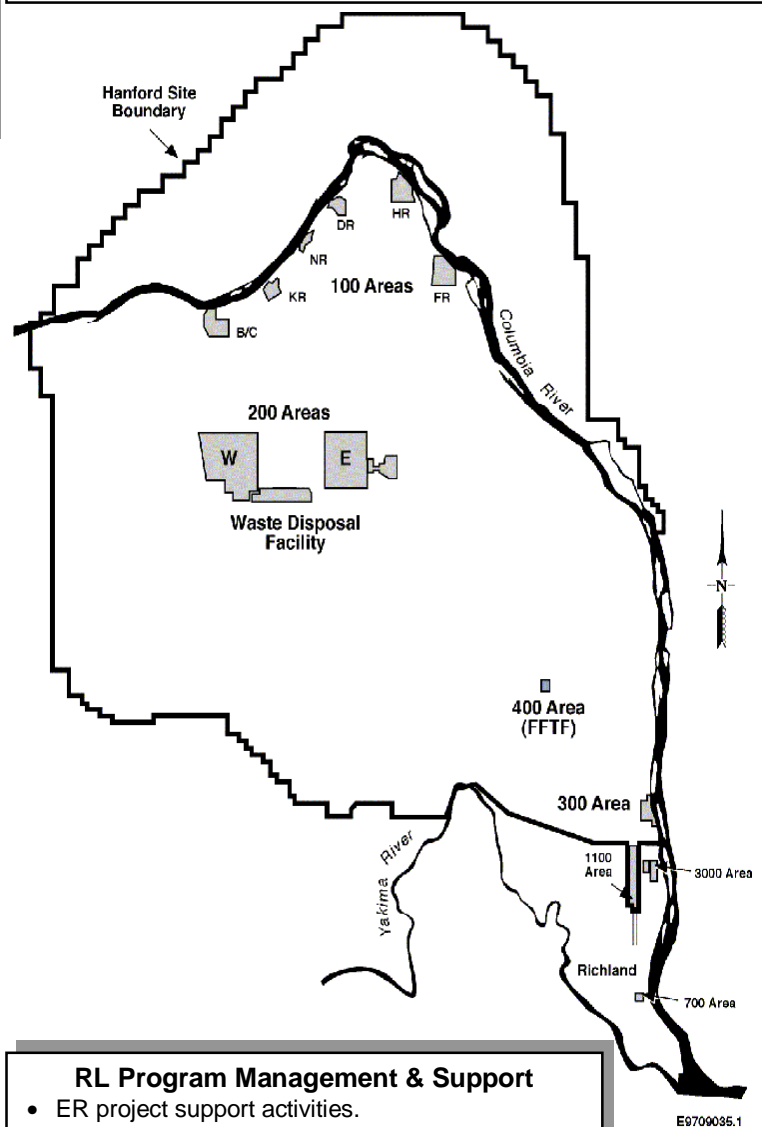 Hanford Site
Boundary
DR
HR
NR
100 Areas
KR
FR
B/C
Columbia
River
200 Areas
W
E
Waste Disposal
Facility
N
400 Area
(FFTF)
300 Area
1100
Area
3000 Area
Yakima
River
Richland
700 Area
RL Program Management & Support
• ER project support activities.
E9709035.1